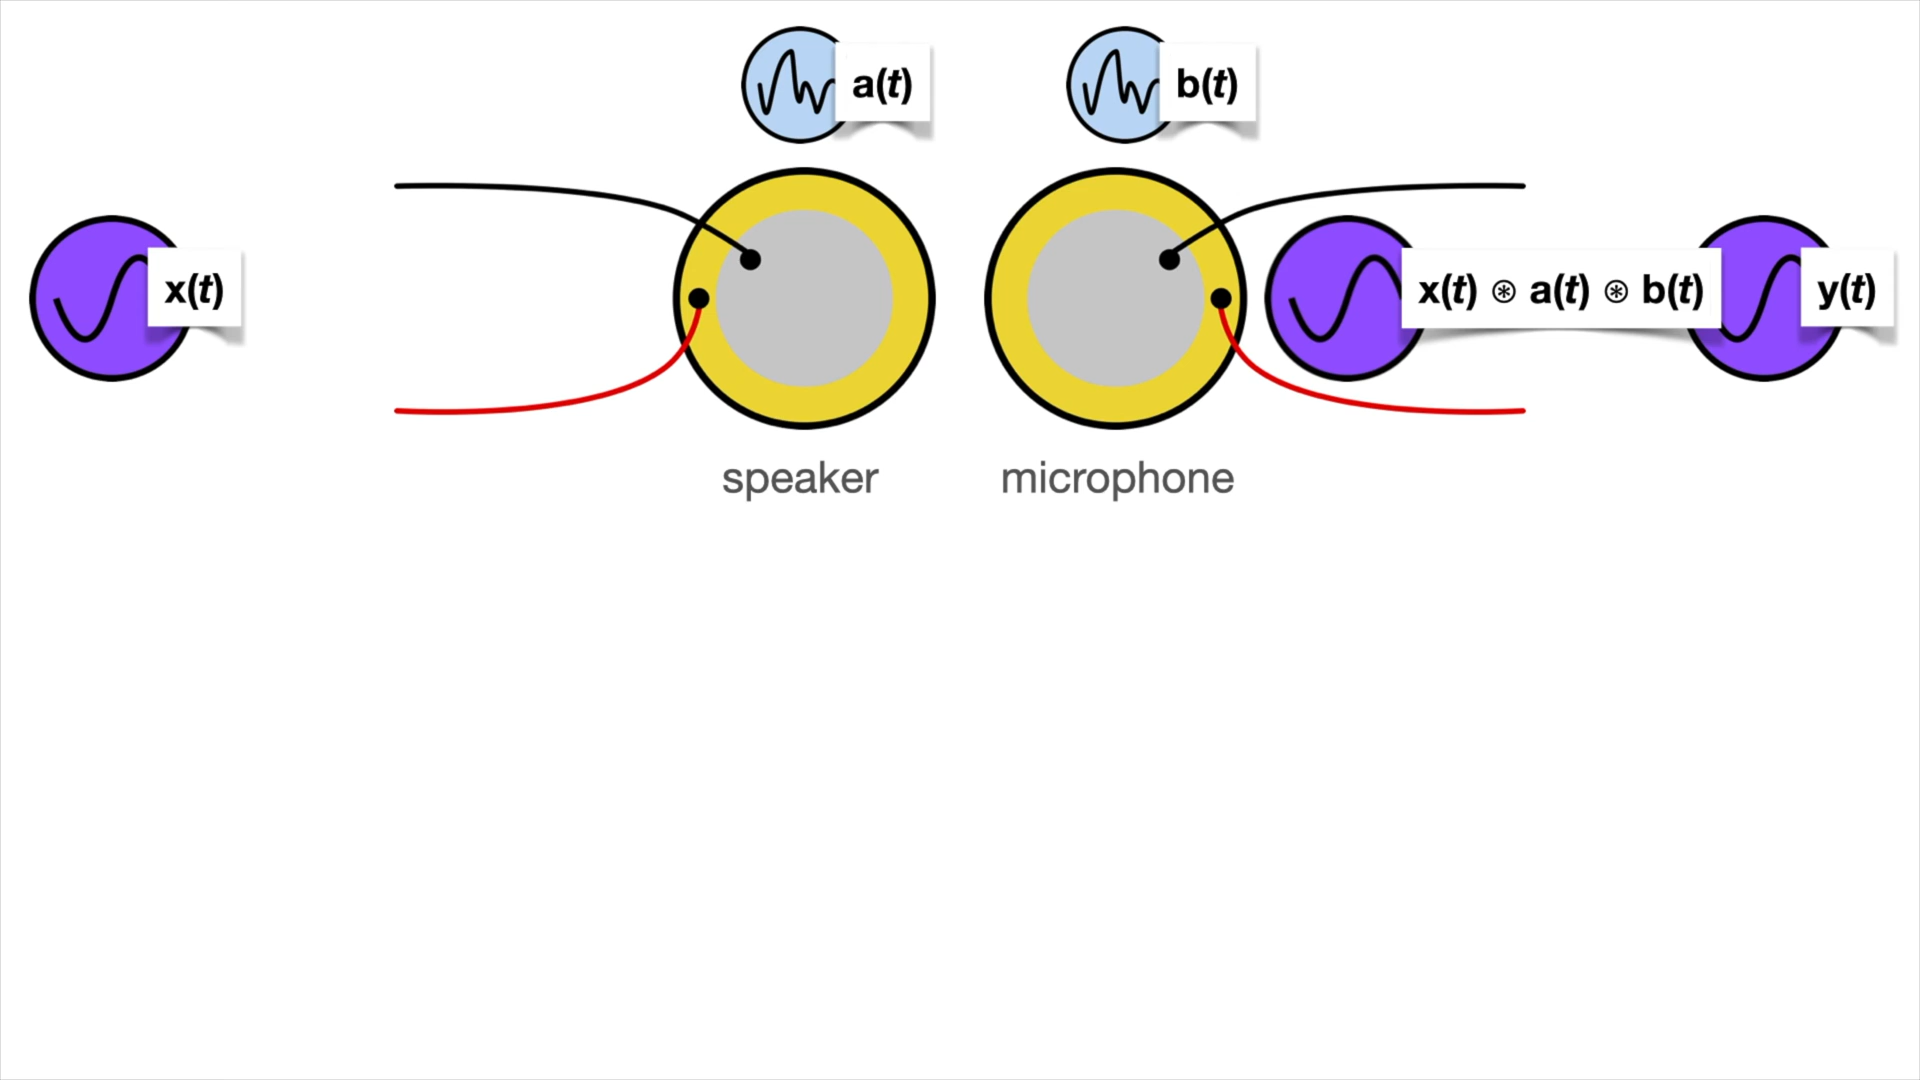 a(t)
b(t)
x(t)
x(t) ⊛ a(t) ⊛ b(t)
y(t)
speaker
microphone